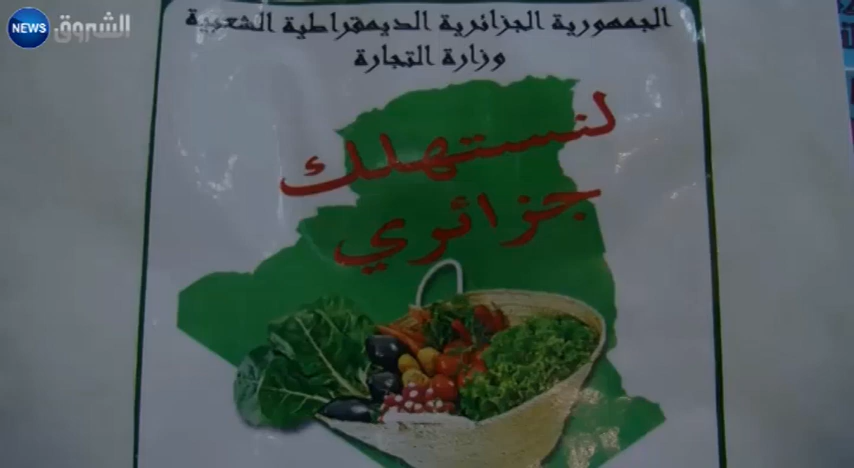 NEWS الشروق
الجمهورية الجزائرية الديمقراطية الشعبية
وزارة التجارة
لنستهلك
جزائري